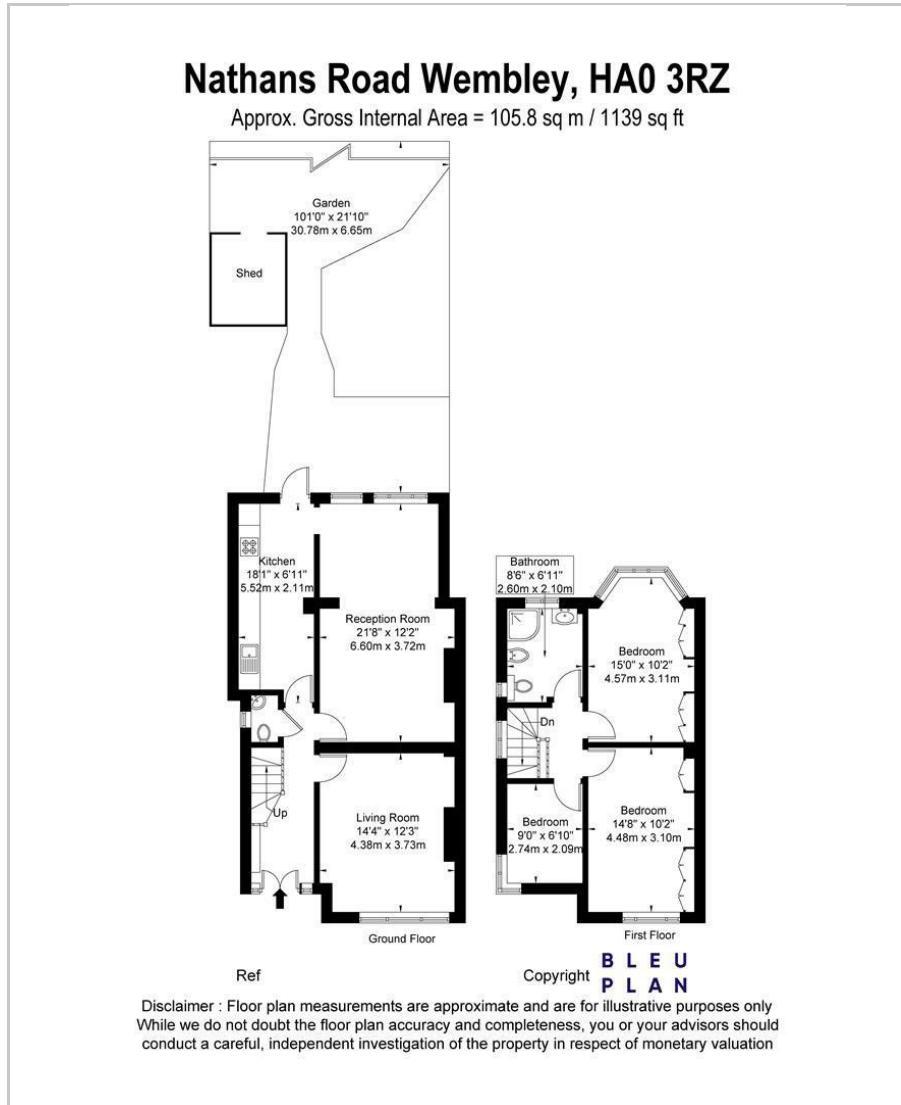 Nathans Road Wembley, HA0 3RZ
Approx. Gross Internal Area = 105.8 sq m / 1139 sq ft
Garden
101'0" x 21'10"
30.78m x 6.65m
Shed
Kitchen
18'1" x 6'11"
5.52m x 2.11m
Reception Room
21'8" x 12'2"
6.60m x 3.72m
Up
Living Room
14'4" x 12'3"
4.38m x 3.73m
Ground Floor
Bathroom
8'6" x 6'11"
2.60m x 2.10m
Bedroom
15'0" x 10'2"
4.57m x 3.11m
Dn
Bedroom
9'0" x 6'10"
2.74m x 2.09m
Bedroom
14'8" x 10'2"
4.48m x 3.10m
First Floor
Ref
Copyright
BLEU
PLAN
Disclaimer : Floor plan measurements are approximate and are for illustrative purposes only
While we do not doubt the floor plan accuracy and completeness, you or your advisors should
conduct a careful, independent investigation of the property in respect of monetary valuation